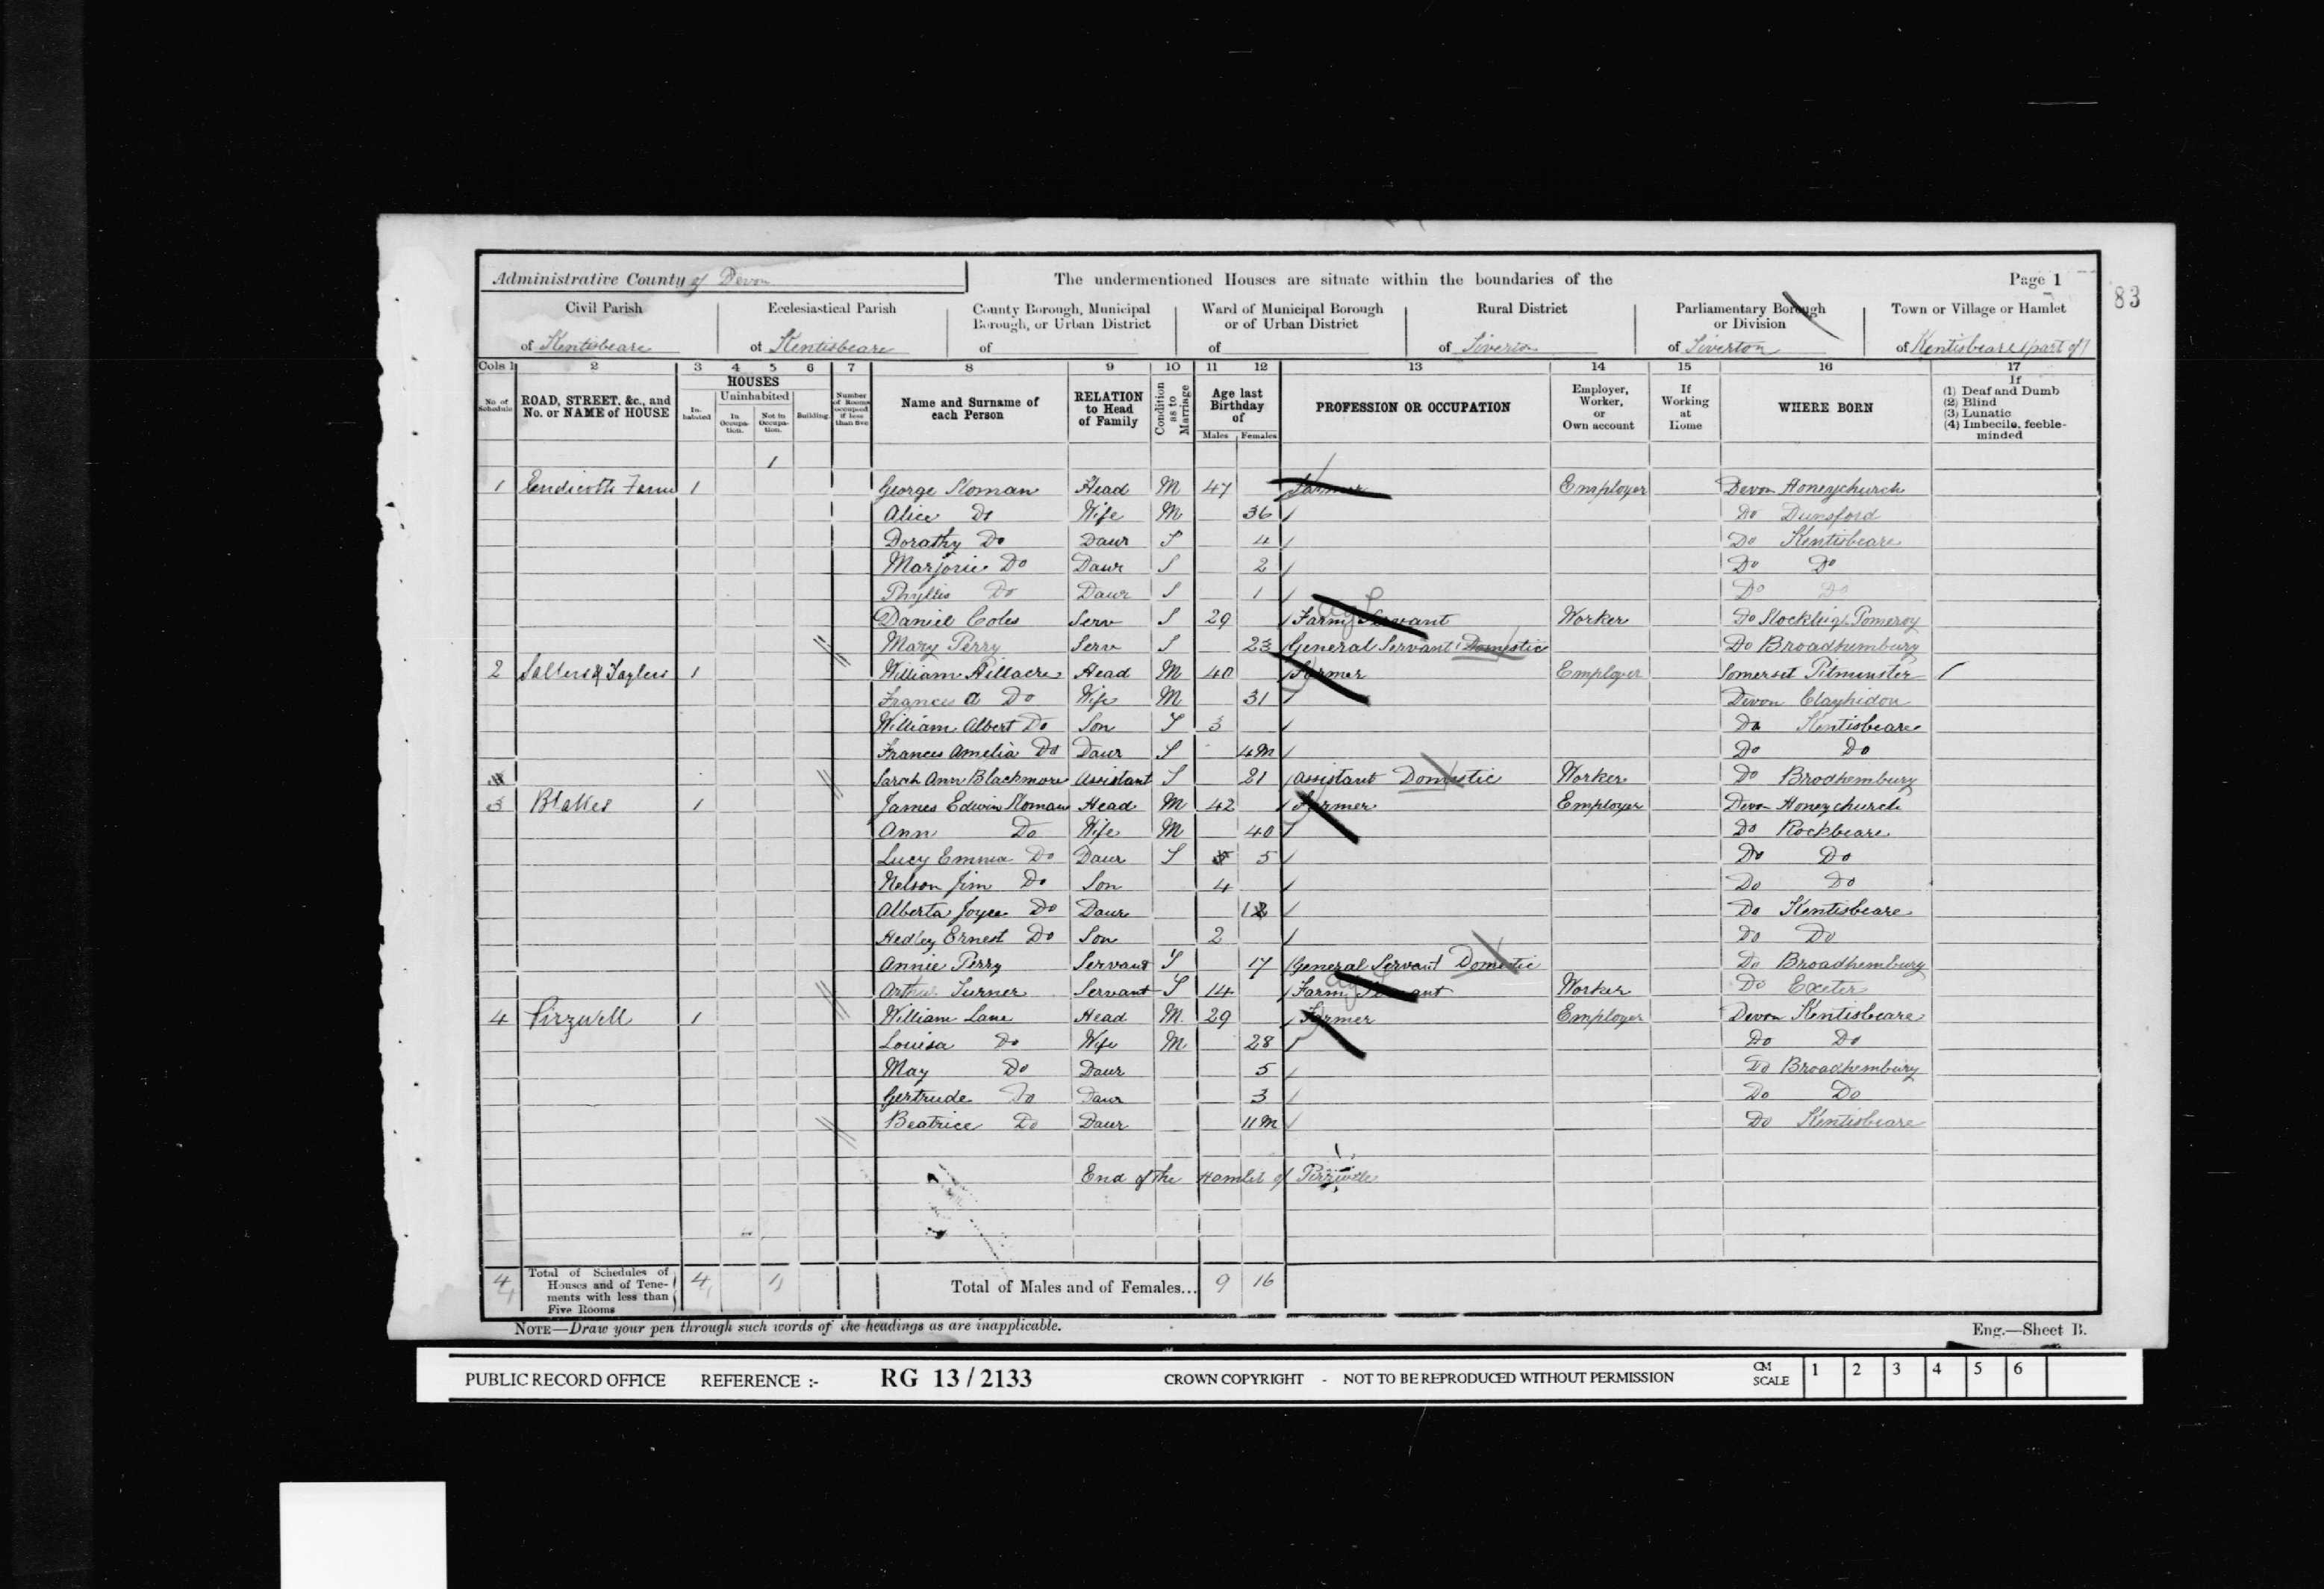 Administrative County of Devon
The undermentioned Houses are situate within the boundaries of the
Page 1
83
Civil Parish
of Kentisbeare
Ecclesiastical Parish
of Kentisbeare
County Borough, Municipal
Borough, or Urban District
of
Ward of Municipal Borough
or of Urban District
of
Rural District
of Tiverton
Parliamentary Borough
or Division
of Tiverton
Town or Village or Hamlet
of Kentisbeare (part of)
Cols 1 2 3 4 5 6 7 8 9 10 11 12 13 14 15 16 17
No. of Schedule
ROAD, STREET, &c., and
No. or NAME of HOUSE
HOUSES
In-habited
Uninhabited
In Occupa-tion.
Not in Occupa-tion.
Building
Number of Rooms occupied if less than five
Name and Surname of
each Person
RELATION
to Head
of Family
Condition as to Marriage
Age last
Birthday
of
Males Females
PROFESSION OR OCCUPATION
Employer,
Worker,
or
Own account
If
Working
at
Home
WHERE BORN
If
(1) Deaf and Dumb
(2) Blind
(3) Lunatic
(4) Imbecile, feeble-
minded
1
1 Endicotts Farm 1 George Sloman Head M 47 Farmer Employer Devon Honeychurch
Alice Do Wife M 36 Do Dunsford
Dorathy Do Daur S 4 Do Kentisbeare
Marjorie Do Daur S 2 Do Do
Phyllis Do Daur S 1 Do Do
Daniel Coles Serv S 29 Farm Servant Worker Do Stockleigh Pomeroy
Mary Perry Serv S 23 General Servant Domestic Do Broadhembury
2 Salters & Taylers 1 William Hillacre Head M 40 Farmer Employer Somerset Pitminster
Frances A Do Wife M 31 Devon Clayhidon
William Albert Do Son S 3 Do Kentisbeare
Frances Amelia Do Daur S 4M Do Do
Sarah Ann Blackmore Assistant S 21 Assistant Domestic Worker Do Brodhembury
3 Blakes 1 James Edwin Sloman Head M 42 Farmer Employer Devon Honeychurch
Ann Do Wife M 40 Do Rockbeare
Lucy Emma Do Daur S 5 Do Do
Nelson Jim Do Son 4 Do Do
Alberta Joyce Do Daur Do Kentisbeare
Hedley Ernest Do Son 2 Do Do
Annie Perry Servant S 17 General Servant Domestic Do Broadhembury
Arthur Turner Servant S 14 Farm Servant Worker Do Exeter
4 Pirzwell 1 William Lane Head M 29 Farmer Employer Devon Kentisbeare
Louisa Do Wife M 28 Do Do
May Do Daur 5 Do Broadhembury
Gertrude Do Daur 3 Do Do
Beatrice Do Daur 11M Do Kentisbeare
End of the Hamlet of Pirzwell
4 Total of Schedules of
Houses and of Tene-
ments with less than
Five Rooms 4 1
Total of Males and of Females... 9 16
NOTE—Draw your pen through such words of the headings as are inapplicable.
Eng.—Sheet B.
PUBLIC RECORD OFFICE REFERENCE :- RG 13/2133 CROWN COPYRIGHT - NOT TO BE REPRODUCED WITHOUT PERMISSION CM SCALE 1 2 3 4 5 6